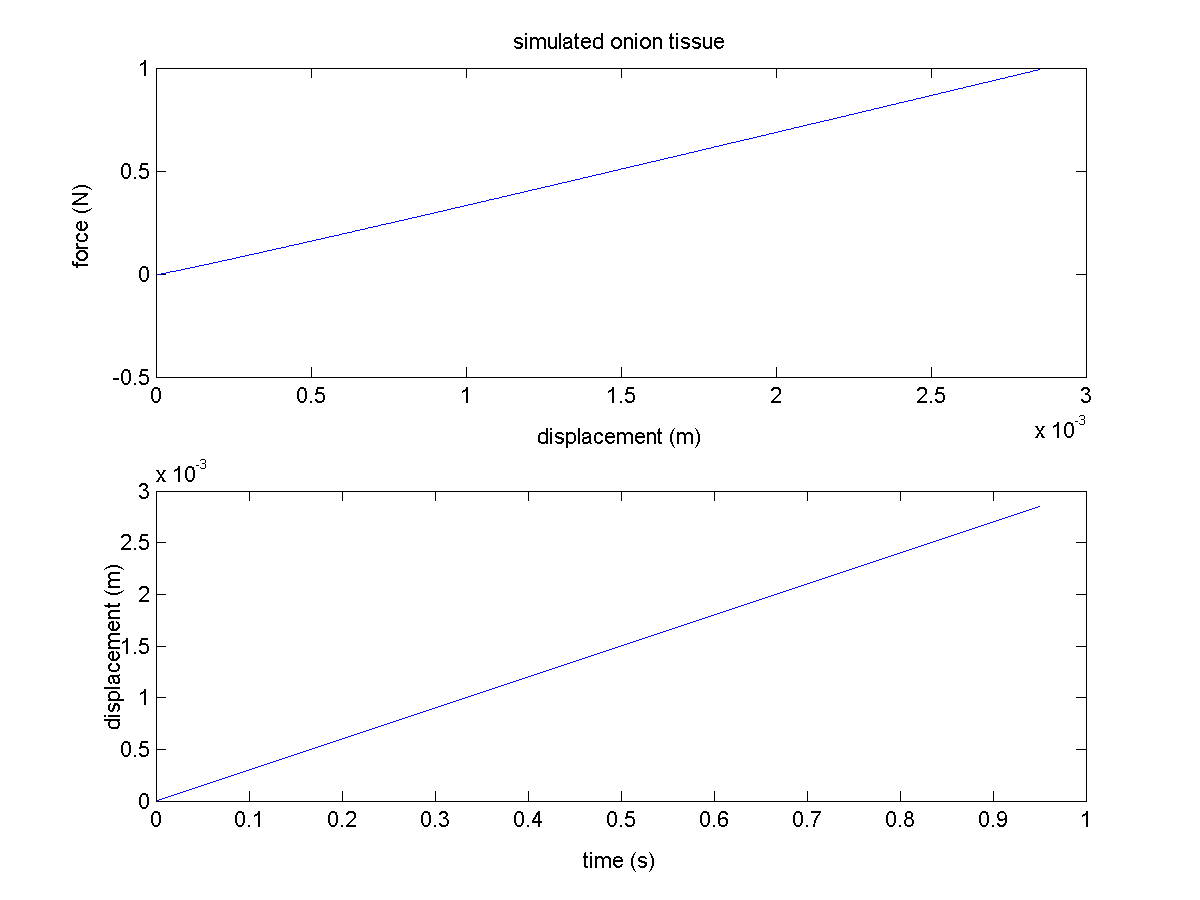 simulated onion tissue
1
0.5
0
-0.5
force (N)
0 0.5 1 1.5 2 2.5 3
x 10-3
displacement (m)
x 10-3
3
2.5
2
1.5
1
0.5
0
displacement (m)
0 0.1 0.2 0.3 0.4 0.5 0.6 0.7 0.8 0.9 1
time (s)